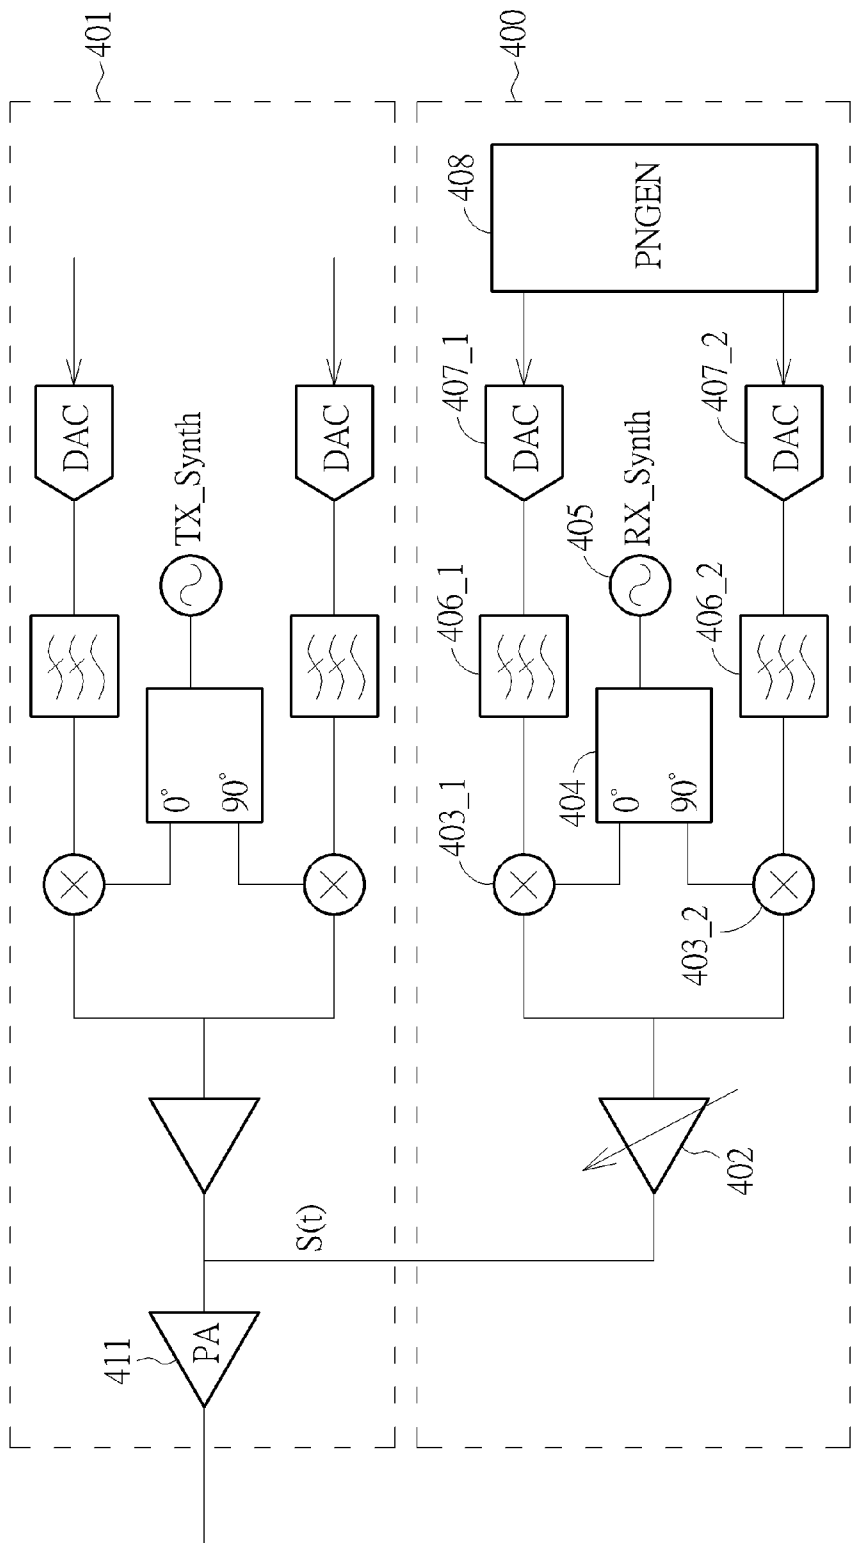 401
DAC
TX_Synth
0°
90°
DAC
S(t)
PA
411
400
408
PNGEN
407_1
DAC
405
RX_Synth
407_2
DAC
406_1
406_2
404
0°
90°
403_1
403_2
402